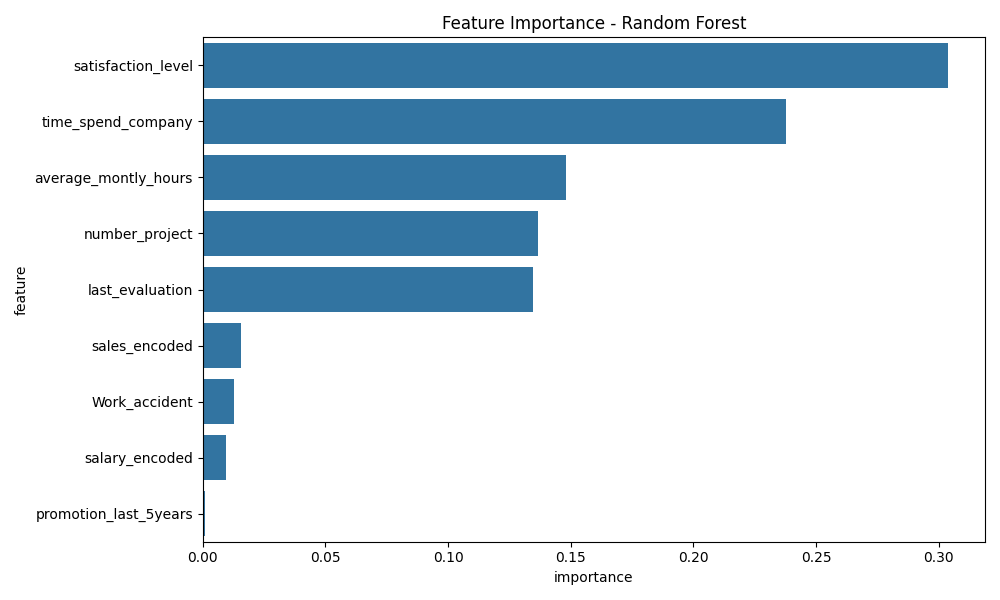 Feature Importance - Random Forest
satisfaction_level
time_spend_company
average_montly_hours
number_project
last_evaluation
sales_encoded
Work_accident
salary_encoded
promotion_last_5years
feature
0.00 0.05 0.10 0.15 0.20 0.25 0.30
importance